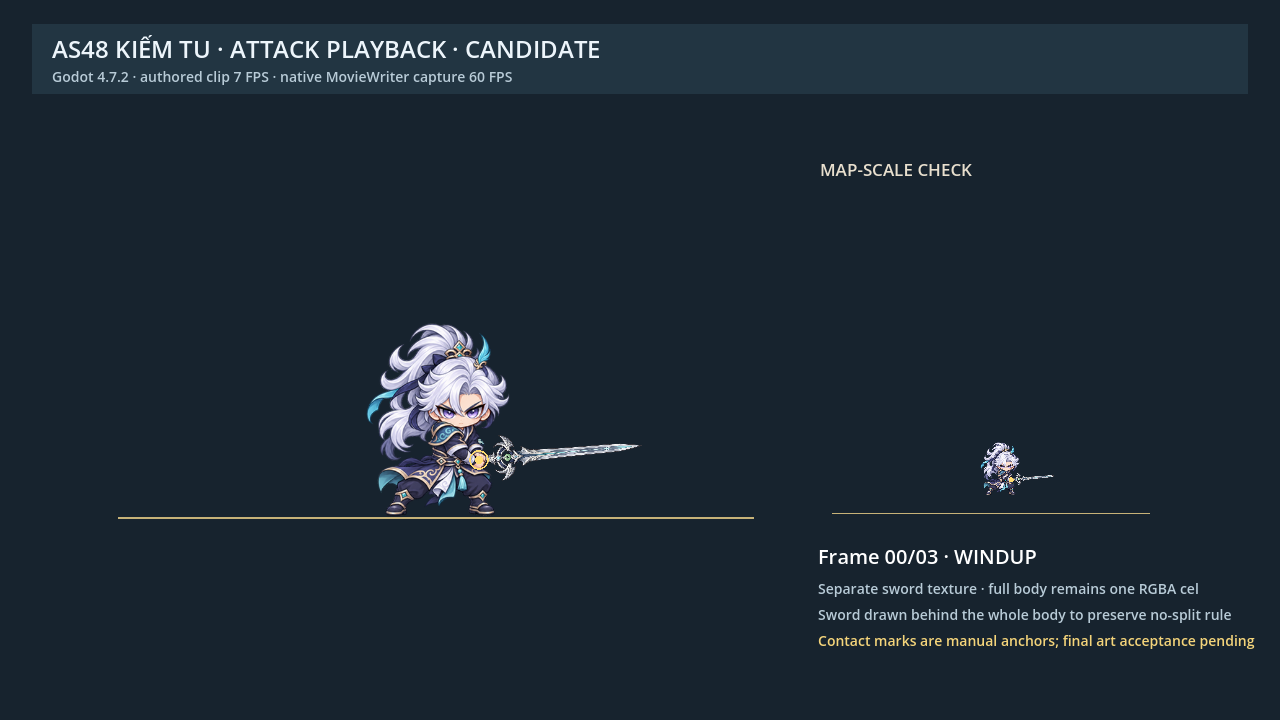 AS48 KIẾM TU · ATTACK PLAYBACK · CANDIDATE
Godot 4.7.2 · authored clip 7 FPS · native MovieWriter capture 60 FPS
MAP-SCALE CHECK
Frame 00/03 · WINDUP
Separate sword texture · full body remains one RGBA cel
Sword drawn behind the whole body to preserve no-split rule
Contact marks are manual anchors; final art acceptance pending